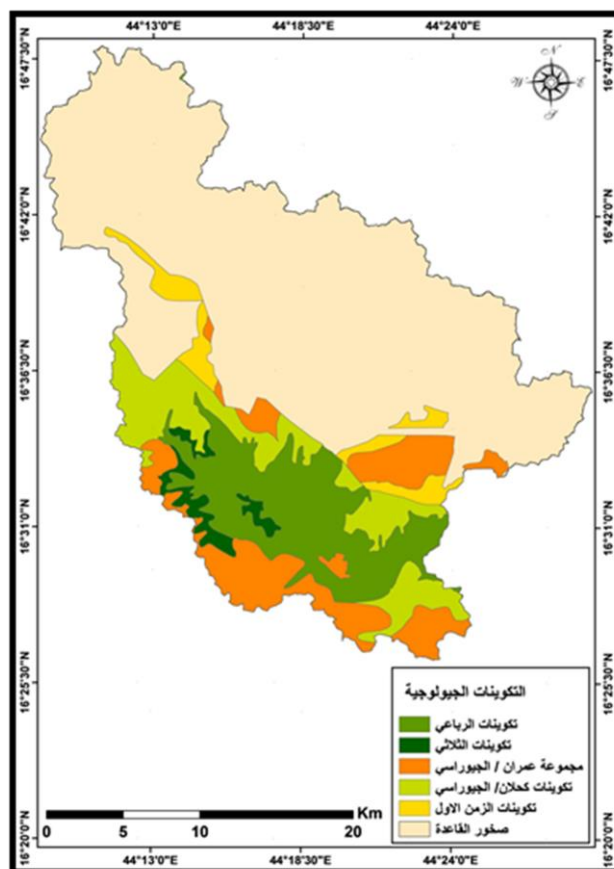 44°13'0"E 44°18'30"E 44°24'0"E
N
W E
S
16°47'30"N 16°47'30"N
16°42'0"N 16°42'0"N
16°36'30"N 16°36'30"N
16°31'0"N 16°31'0"N
16°25'30"N 16°25'30"N
التكوينات الجيولوجية
تكوينات الرباعي
تكوينات الثلاثي
مجموعة عمران / الجيوراسي
تكوينات كحلان/ الجيوراسي
تكوينات الزمن الاول
صخور القاعدة
Km
0 5 10 20
16°20'0"N 16°20'0"N
44°13'0"E 44°18'30"E 44°24'0"E